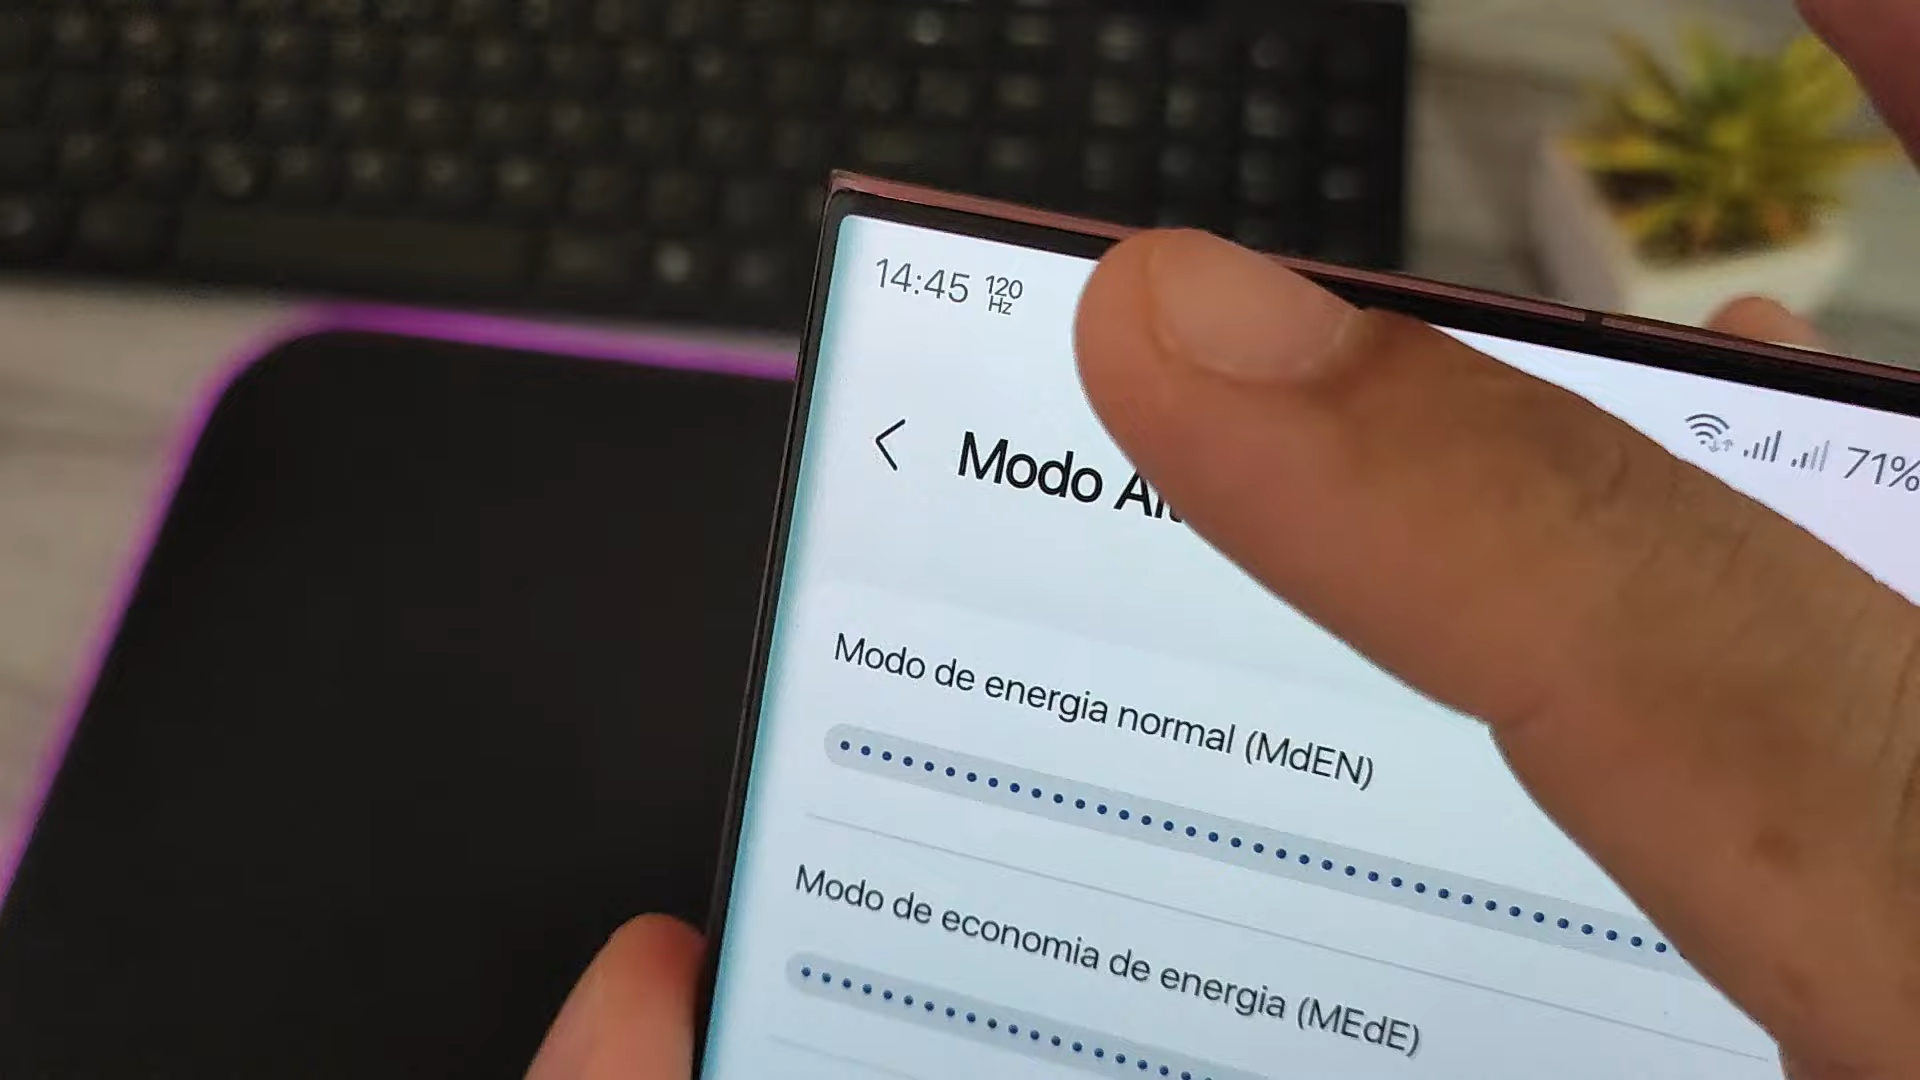 14:45 120 Hz 71%
Modo
Modo de energia normal (MdEN)
Modo de economia de energia (MEdE)